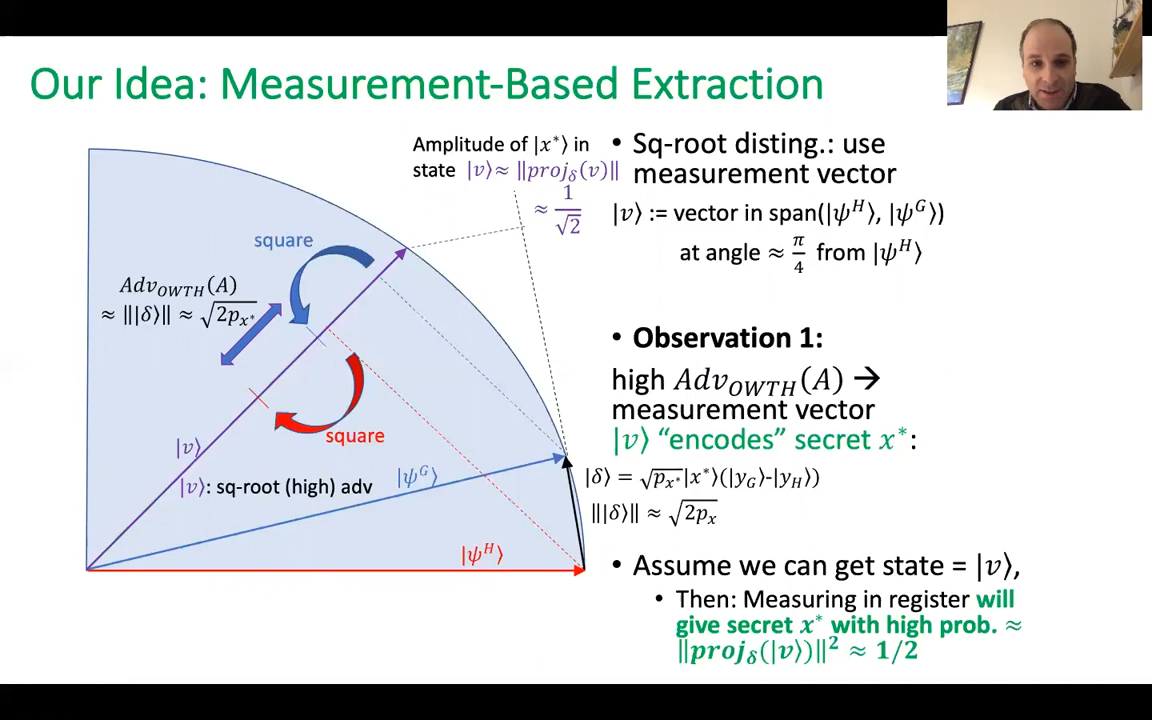 Our Idea: Measurement-Based Extraction
Amplitude of |x*⟩ in
state |v⟩≈ ‖proj_δ(v)‖
≈ 1/√2
square
Adv_OWTH(A)
≈ ‖|δ⟩‖ ≈ √2p_x*
square
|v⟩
|v⟩: sq-root (high) adv
|ψ^G⟩
|ψ^H⟩
• Sq-root disting.: use
measurement vector
|v⟩ := vector in span(|ψ^H⟩, |ψ^G⟩)
at angle ≈ π/4 from |ψ^H⟩
• Observation 1:
high Adv_OWTH(A) →
measurement vector
|v⟩ “encodes” secret x*:
|δ⟩ = √p_x*|x*⟩(|y_G⟩-|y_H⟩)
‖|δ⟩‖ ≈ √2p_x
• Assume we can get state = |v⟩,
• Then: Measuring in register will
give secret x* with high prob. ≈
‖proj_δ(|v⟩)‖² ≈ 1/2